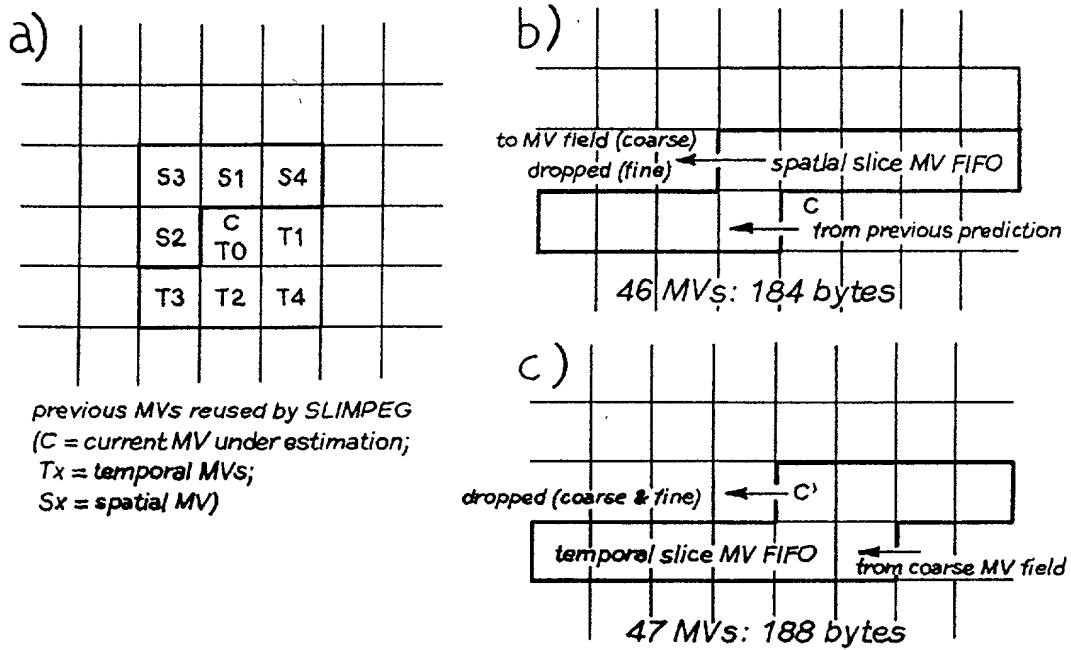 a)
S3 S1 S4
S2 C T1
T0
T3 T2 T4
previous MVs reused by SLIMPEG
(C = current MV under estimation;
Tx = temporal MVs;
Sx = spatial MV)
b)
to MV field (coarse)
dropped (fine)
spatial slice MV FIFO
C
from previous prediction
46 MVs: 184 bytes
c)
dropped (coarse & fine)
C'
temporal slice MV FIFO
from coarse MV field
47 MVs: 188 bytes